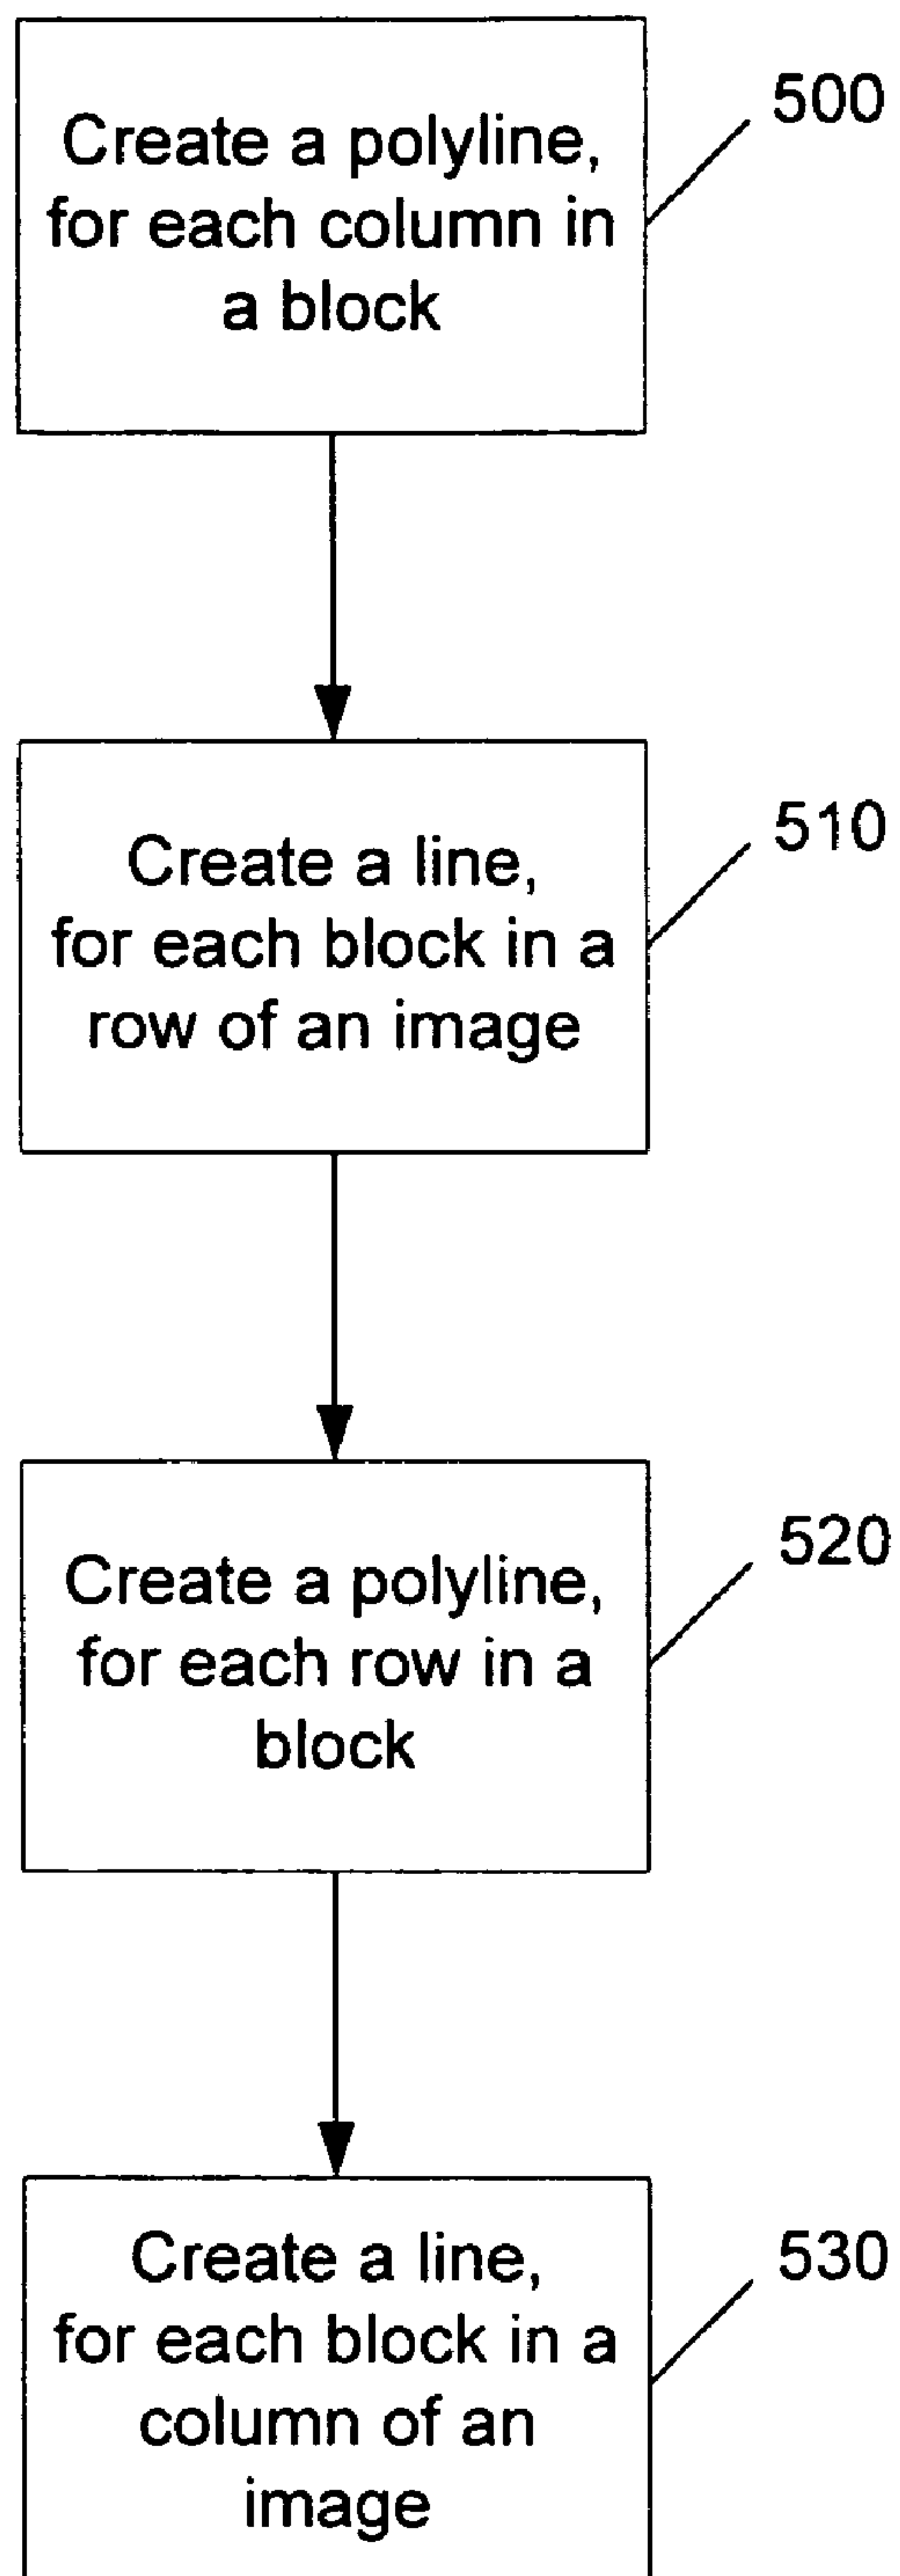 Create a polyline,
for each column in
a block
500
Create a line,
for each block in a
row of an image
510
Create a polyline,
for each row in a
block
520
Create a line,
for each block in a
column of an
image
530